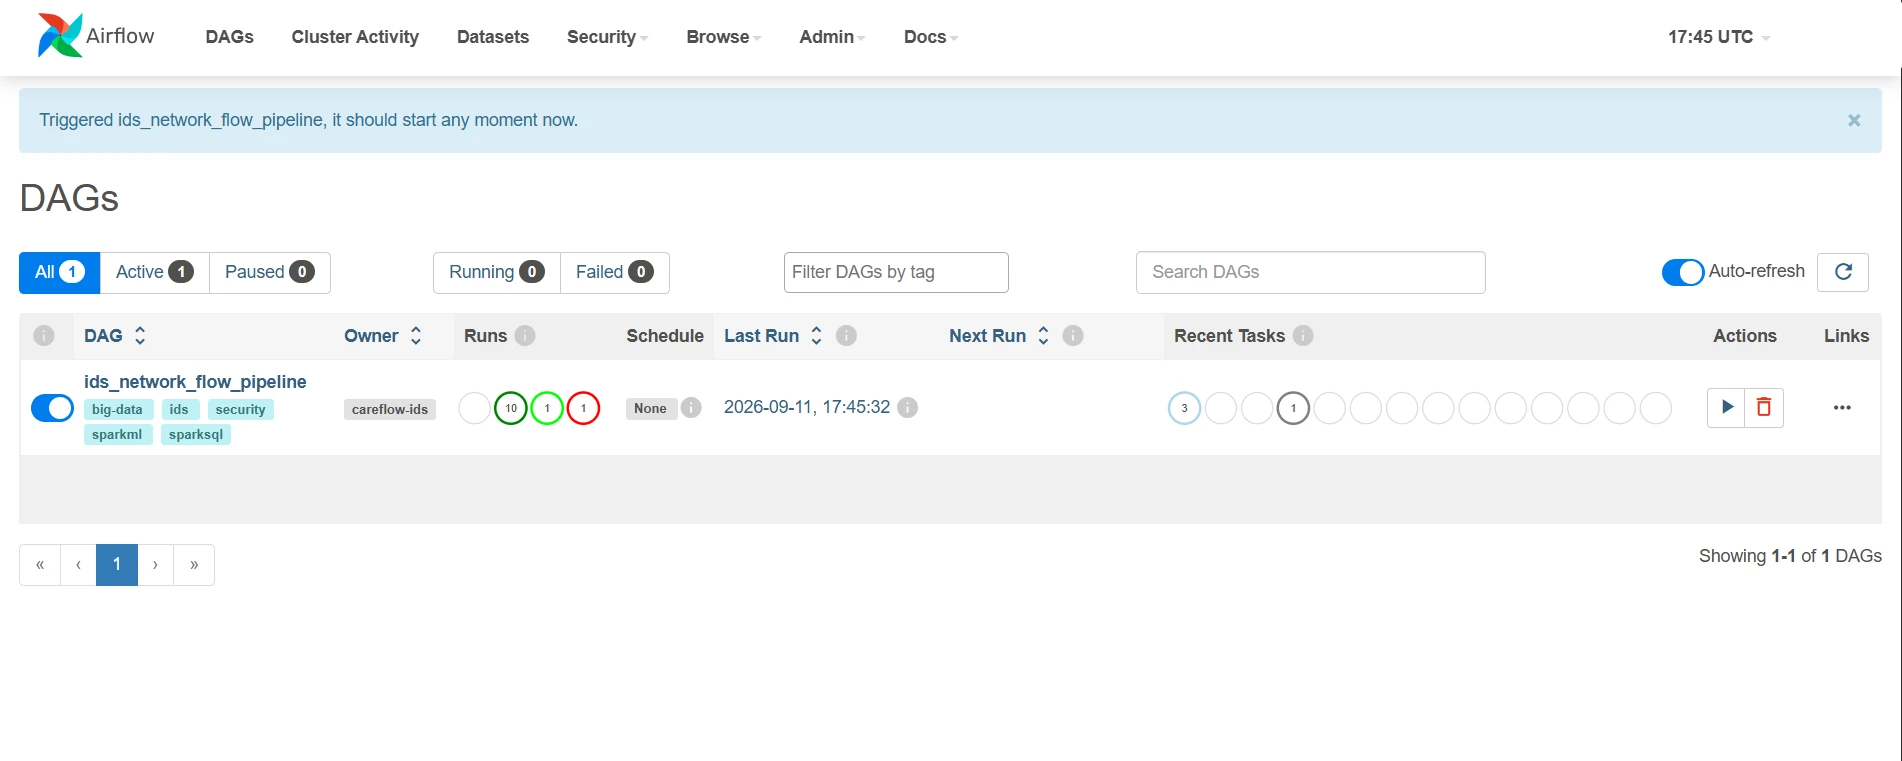 Airflow DAGs Cluster Activity Datasets Security Browse Admin Docs 17:45 UTC
Triggered ids_network_flow_pipeline, it should start any moment now. ×
DAGs
All 1 Active 1 Paused 0 Running 0 Failed 0 Filter DAGs by tag Search DAGs Auto-refresh
i DAG Owner Runs i Schedule Last Run i Next Run i Recent Tasks i Actions Links
ids_network_flow_pipeline
big-data ids security careflow-ids 10 1 1 None i 2026-09-11, 17:45:32 i 3 1 ...
sparkml sparksql
« ‹ 1 › » Showing 1-1 of 1 DAGs